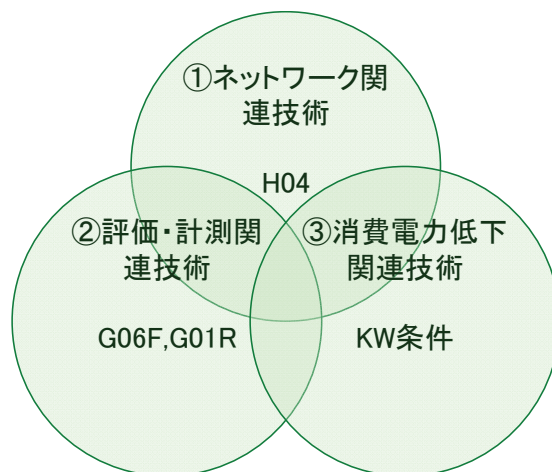 ①ネットワーク関
連技術
H04
②評価・計測関
連技術
G06F,G01R
③消費電力低下
関連技術
KW条件